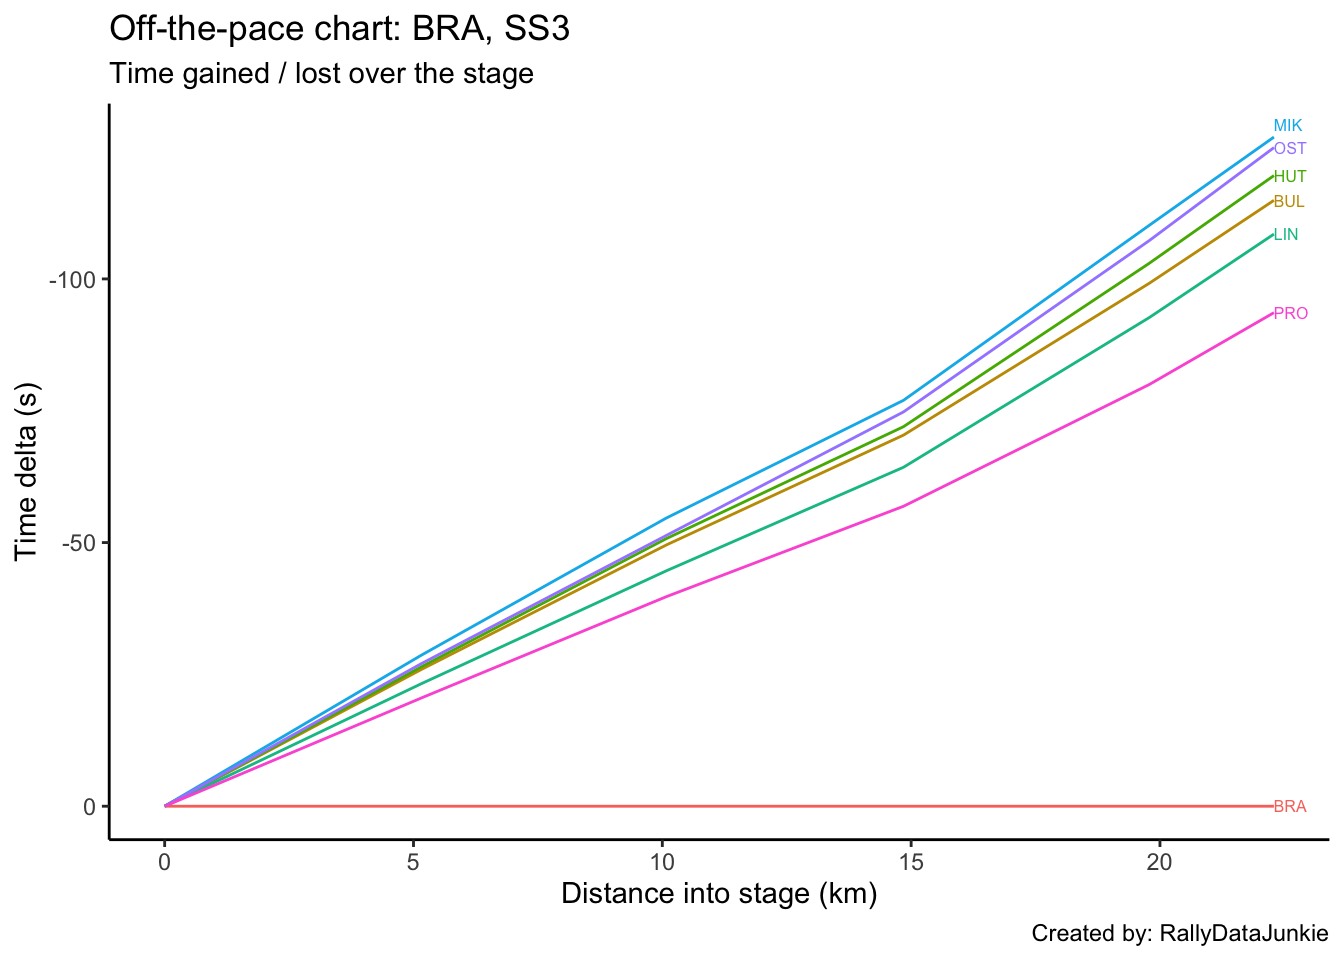 Off-the-pace chart: BRA, SS3
Time gained / lost over the stage
MIK
OST
HUT
BUL
LIN
PRO
BRA
-100
-50
0
Time delta (s)
0 5 10 15 20
Distance into stage (km)
Created by: RallyDataJunkie